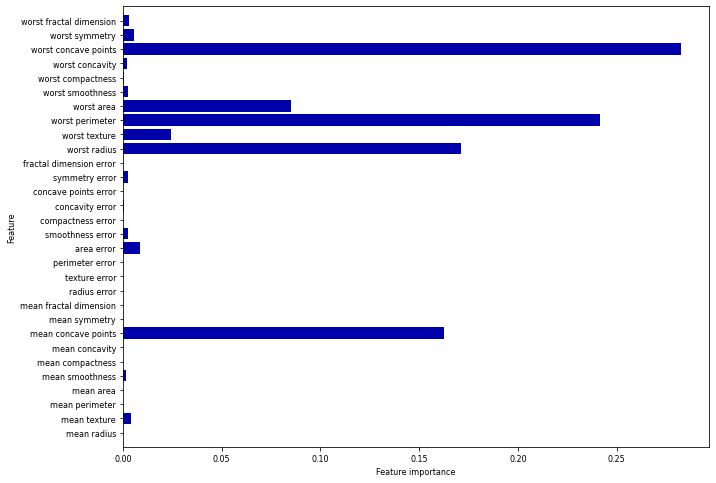 worst fractal dimension
worst symmetry
worst concave points
worst concavity
worst compactness
worst smoothness
worst area
worst perimeter
worst texture
worst radius
fractal dimension error
symmetry error
concave points error
concavity error
compactness error
smoothness error
area error
perimeter error
texture error
radius error
mean fractal dimension
mean symmetry
mean concave points
mean concavity
mean compactness
mean smoothness
mean area
mean perimeter
mean texture
mean radius
Feature
0.00 0.05 0.10 0.15 0.20 0.25
Feature importance